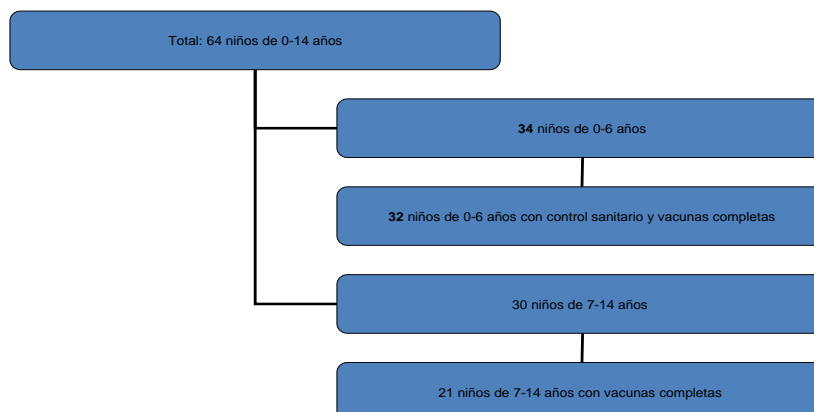 Total: 64 niños de 0-14 años
34 niños de 0-6 años
32 niños de 0-6 años con control sanitario y vacunas completas
30 niños de 7-14 años
21 niños de 7-14 años con vacunas completas